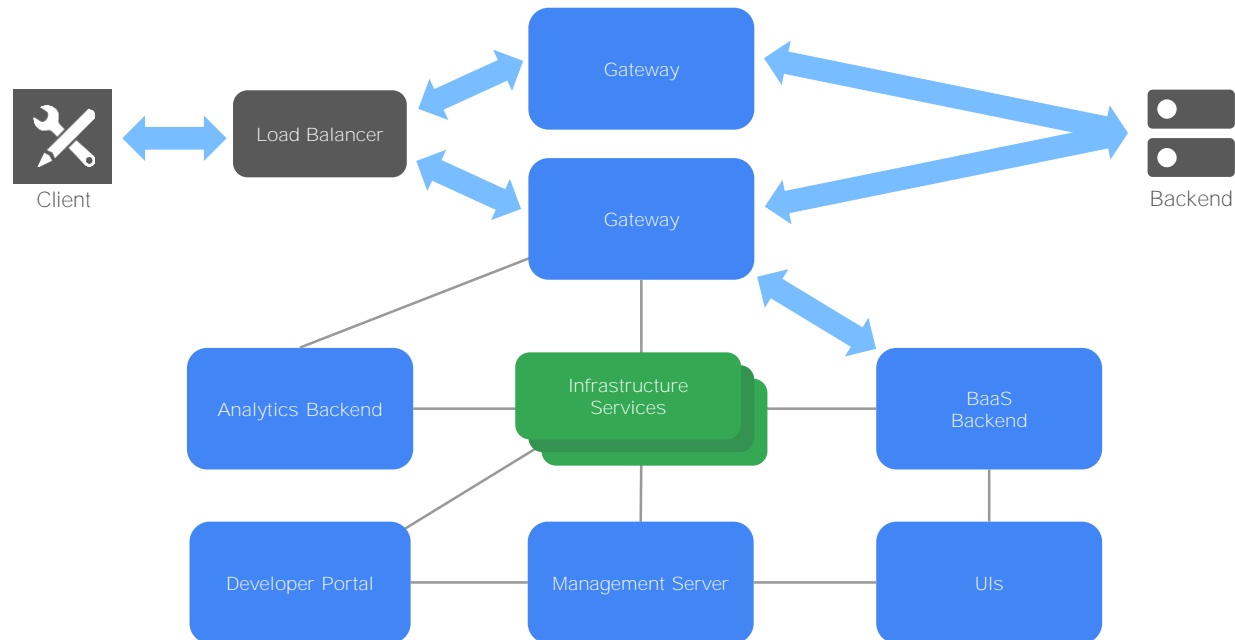 Gateway
Load Balancer
Client
Backend
Gateway
Infrastructure
Services
Analytics Backend
BaaS
Backend
Developer Portal
Management Server
UIs